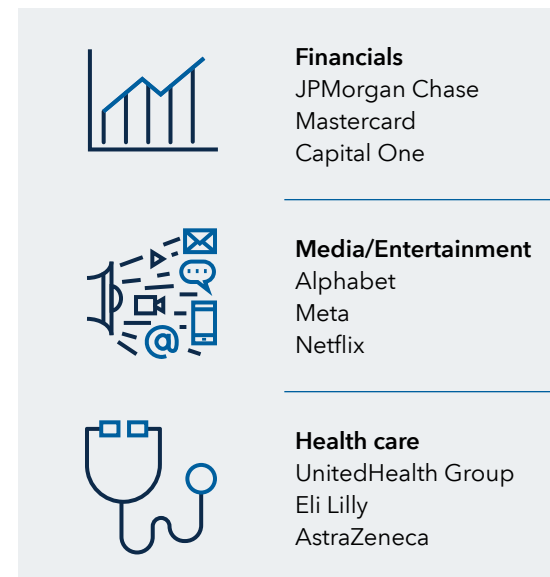 Financials
JPMorgan Chase
Mastercard
Capital One
Media/Entertainment
Alphabet
Meta
Netflix
@
Health care
UnitedHealth Group
Eli Lilly
AstraZeneca